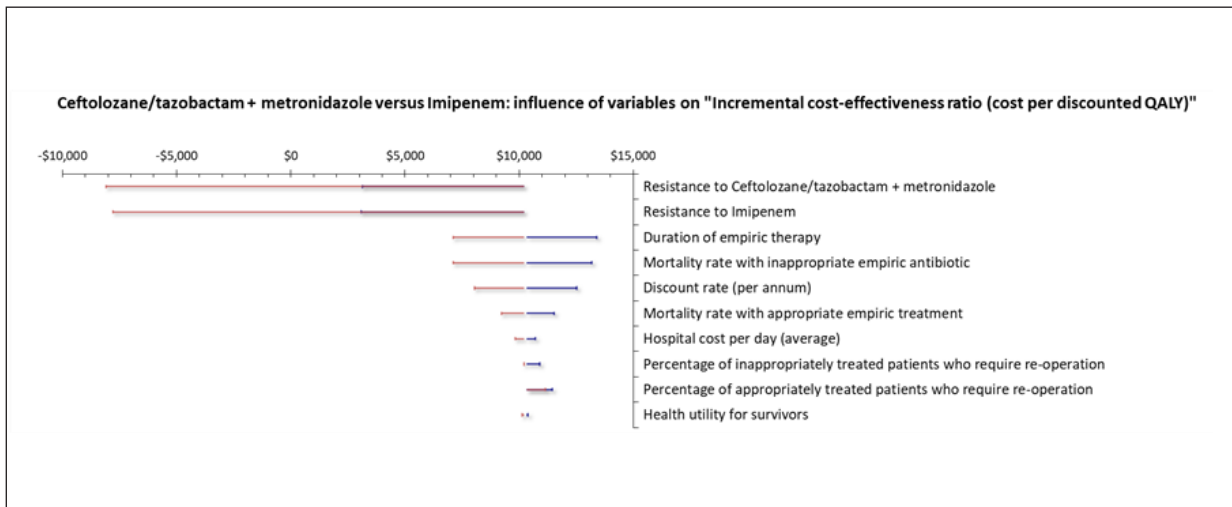 Ceftolozane/tazobactam + metronidazole versus Imipenem: influence of variables on "Incremental cost-effectiveness ratio (cost per discounted QALY)"
-$10,000 -$5,000 $0 $5,000 $10,000 $15,000
Resistance to Ceftolozane/tazobactam + metronidazole
Resistance to Imipenem
Duration of empiric therapy
Mortality rate with inappropriate empiric antibiotic
Discount rate (per annum)
Mortality rate with appropriate empiric treatment
Hospital cost per day (average)
Percentage of inappropriately treated patients who require re-operation
Percentage of appropriately treated patients who require re-operation
Health utility for survivors